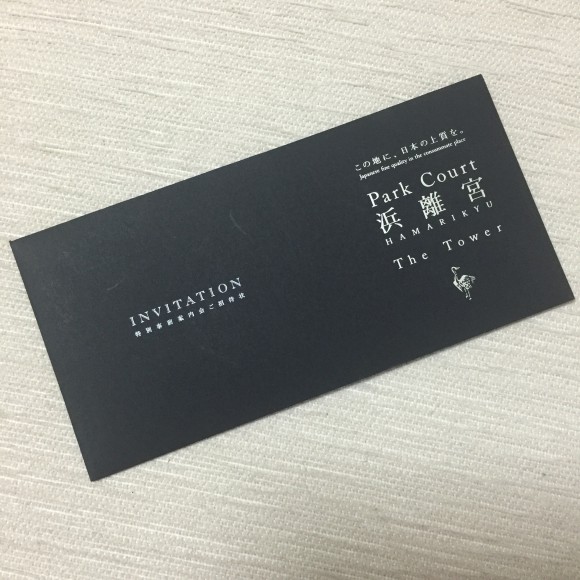 この地に、日本の上質を。
Japanese fine quality in the consummate place
Park Court
浜離宮
HAMARIKYU
The Tower
INVITATION
特別事前案内会ご招待状